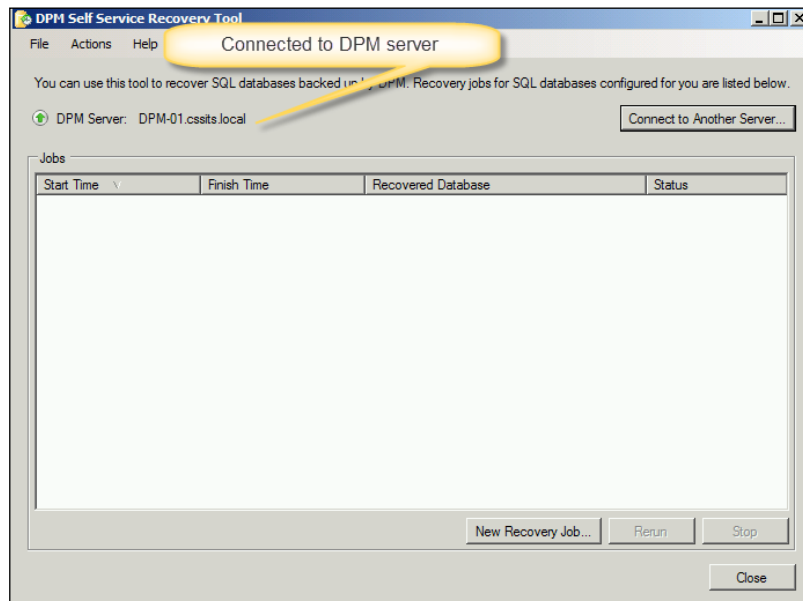 DPM Self Service Recovery Tool
File Actions Help
Connected to DPM server
You can use this tool to recover SQL databases backed up by DPM. Recovery jobs for SQL databases configured for you are listed below.
DPM Server: DPM-01.cssits.local
Connect to Another Server...
Jobs
Start Time Finish Time Recovered Database Status
New Recovery Job... Rerun Stop
Close